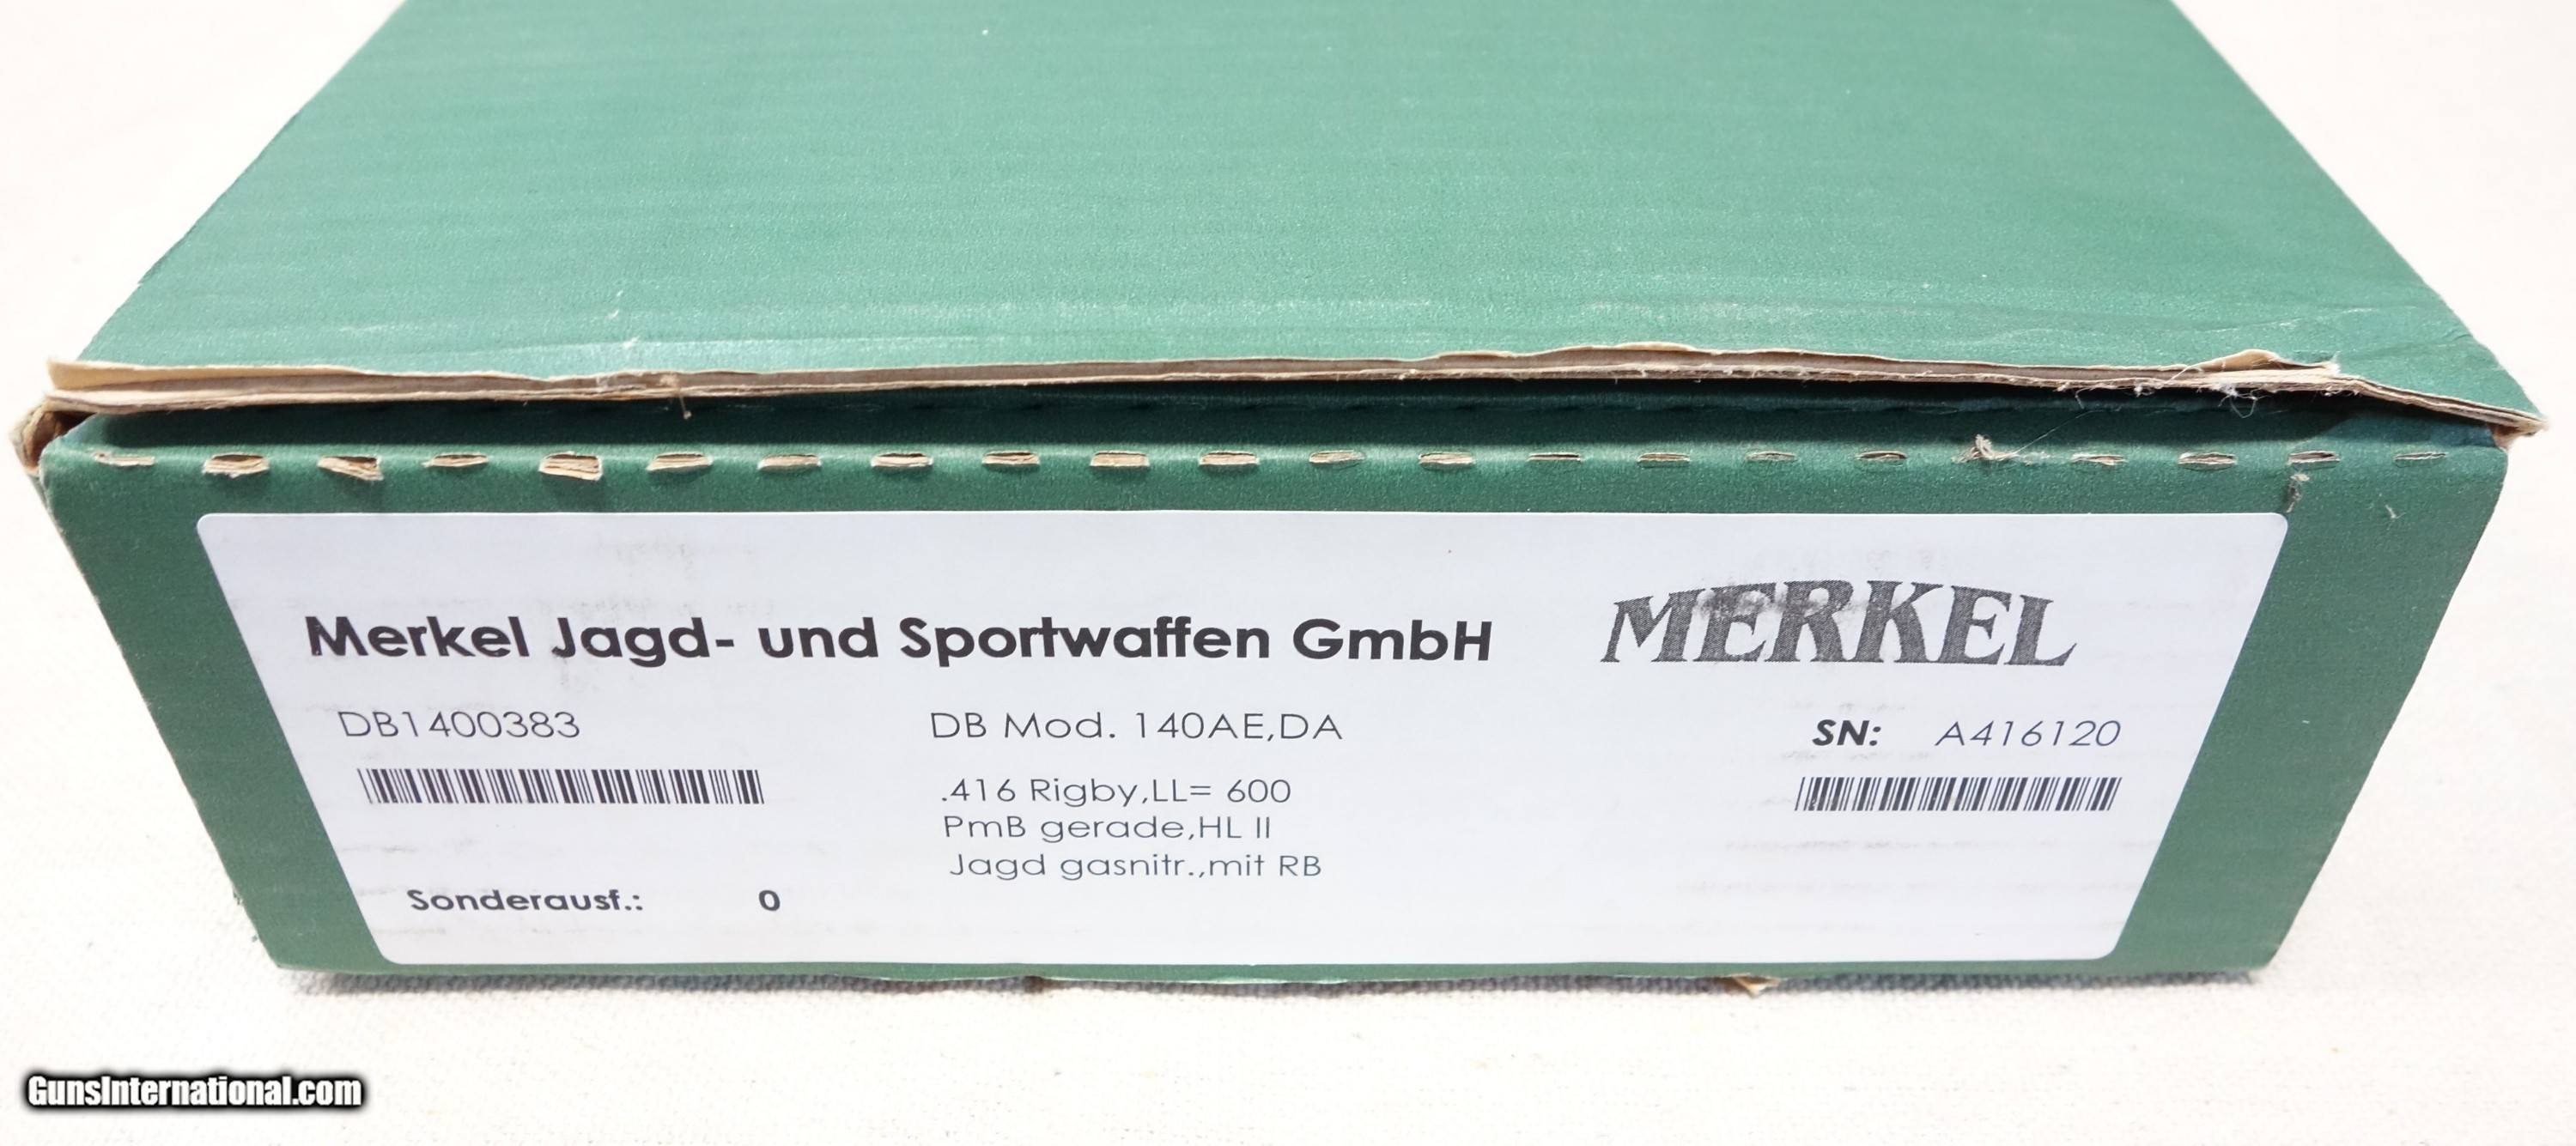 Merkel Jagd- und Sportwaffen GmbH
MERKEL
DB1400383
DB Mod. 140AE,DA
SN: A416120
.416 Rigby,LL= 600
PmB gerade,HL II
Jagd gasnitr.,mit RB
Sonderausf.: 0
GunsInternational.com